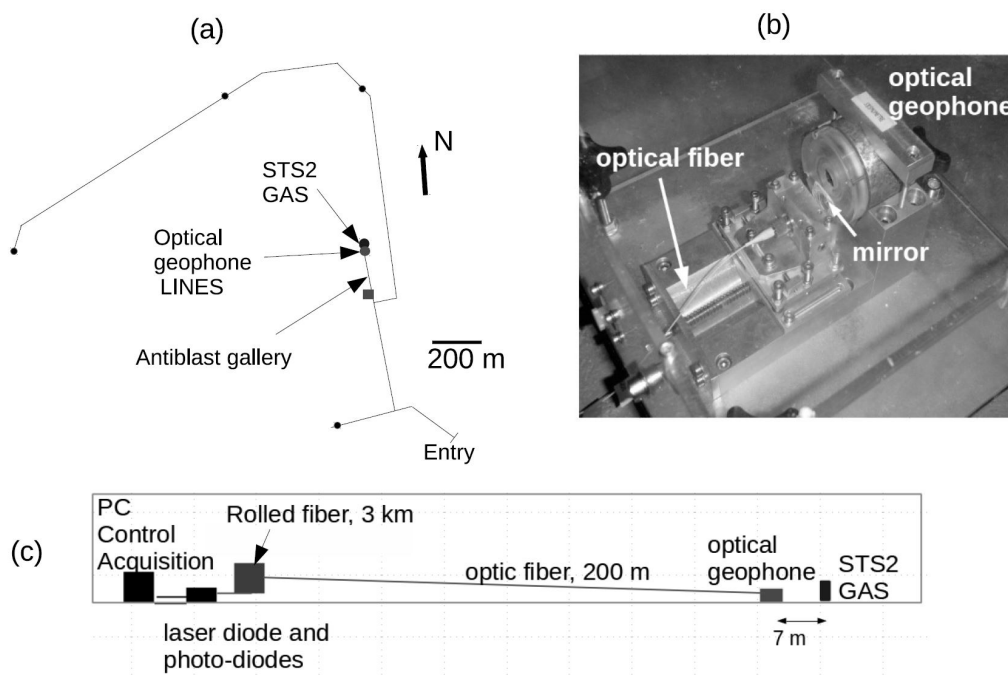 (a)
N
STS2
GAS
Optical
geophone
LINES
Antiblast gallery
200 m
Entry
(b)
optical
geophone
optical fiber
mirror
(c)
PC
Control
Acquisition
Rolled fiber, 3 km
optic fiber, 200 m
optical
geophone
STS2
GAS
7 m
laser diode and
photo-diodes